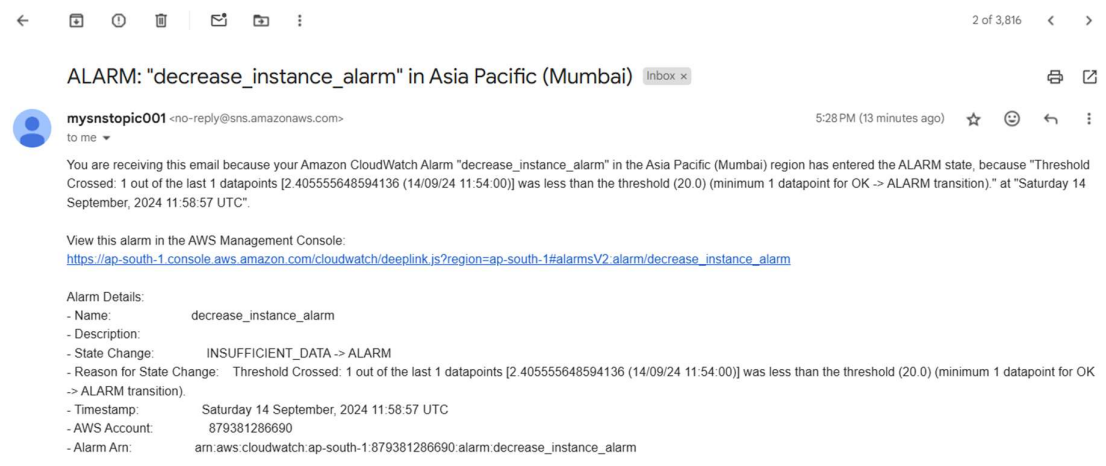 2 of 3,816
ALARM: "decrease_instance_alarm" in Asia Pacific (Mumbai) Inbox ×
mysnstopic001 <no-reply@sns.amazonaws.com> 5:28 PM (13 minutes ago)
to me
You are receiving this email because your Amazon CloudWatch Alarm "decrease_instance_alarm" in the Asia Pacific (Mumbai) region has entered the ALARM state, because "Threshold
Crossed: 1 out of the last 1 datapoints [2.405555648594136 (14/09/24 11:54:00)] was less than the threshold (20.0) (minimum 1 datapoint for OK -> ALARM transition)." at "Saturday 14
September, 2024 11:58:57 UTC".
View this alarm in the AWS Management Console:
https://ap-south-1.console.aws.amazon.com/cloudwatch/deeplink.js?region=ap-south-1#alarmsV2:alarm/decrease_instance_alarm
Alarm Details:
- Name: decrease_instance_alarm
- Description:
- State Change: INSUFFICIENT_DATA -> ALARM
- Reason for State Change: Threshold Crossed: 1 out of the last 1 datapoints [2.405555648594136 (14/09/24 11:54:00)] was less than the threshold (20.0) (minimum 1 datapoint for OK
-> ALARM transition).
- Timestamp: Saturday 14 September, 2024 11:58:57 UTC
- AWS Account: 879381286690
- Alarm Arn: arn:aws:cloudwatch:ap-south-1:879381286690:alarm:decrease_instance_alarm